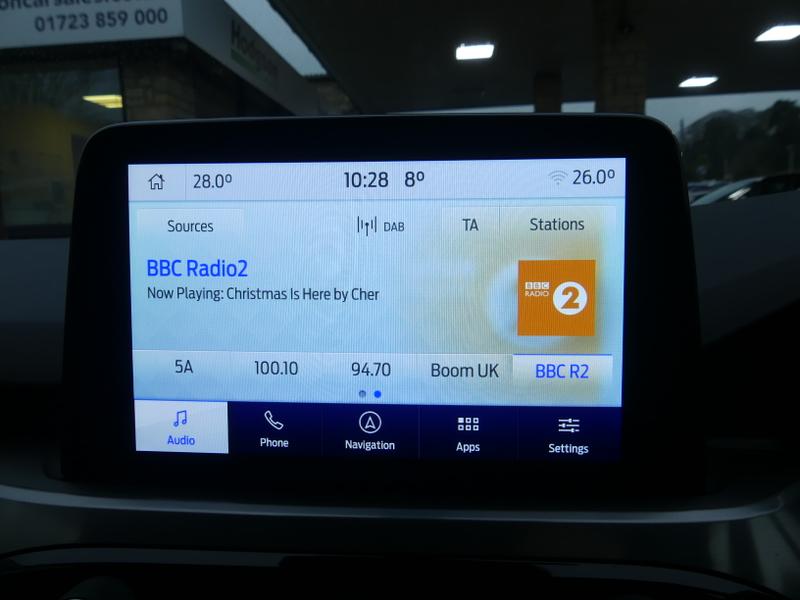 01723 859 000
28.0°
10:28 8°
26.0°
Sources
DAB
TA
Stations
BBC Radio2
Now Playing: Christmas Is Here by Cher
BBC
RADIO
2
5A
100.10
94.70
Boom UK
BBC R2
Audio
Phone
Navigation
Apps
Settings